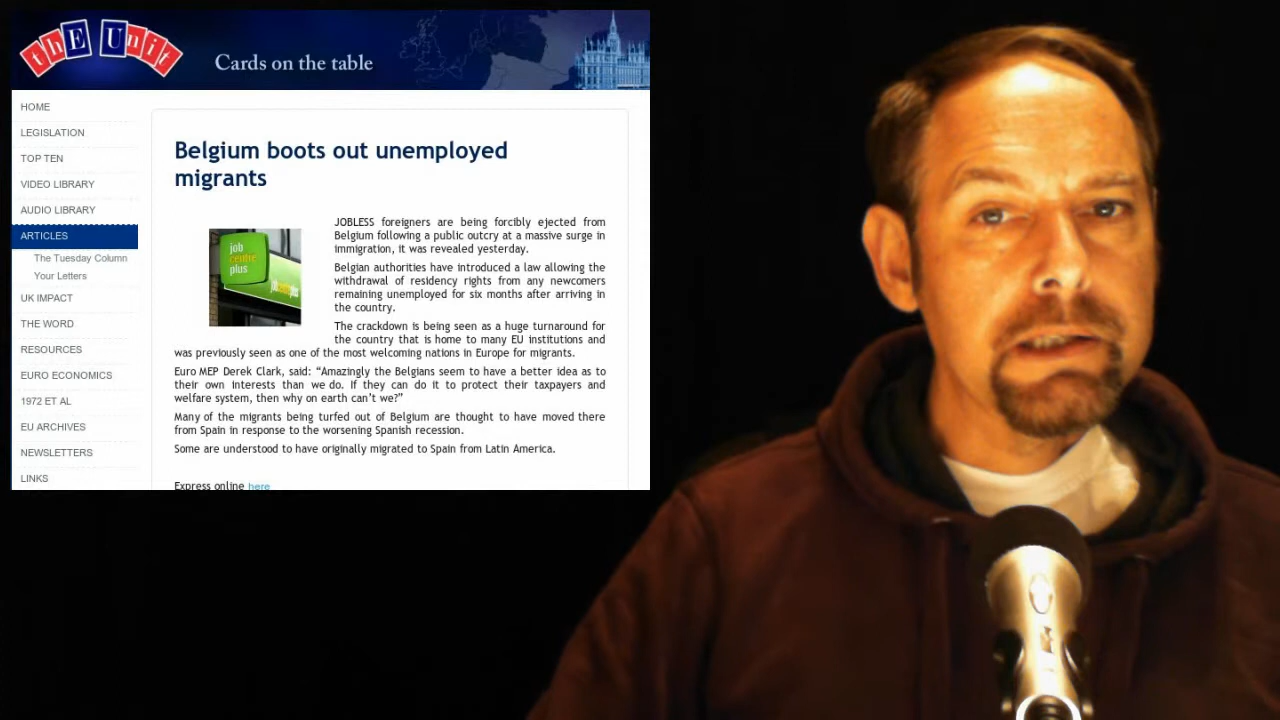 thE Unit
Cards on the table
HOME
LEGISLATION
TOP TEN
VIDEO LIBRARY
AUDIO LIBRARY
ARTICLES
The Tuesday Column
Your Letters
UK IMPACT
THE WORD
RESOURCES
EURO ECONOMICS
1972 ET AL
EU ARCHIVES
NEWSLETTERS
LINKS
Belgium boots out unemployed
migrants
job
centre
plus
jobcentreplus
JOBLESS foreigners are being forcibly ejected from
Belgium following a public outcry at a massive surge in
immigration, it was revealed yesterday.
Belgian authorities have introduced a law allowing the
withdrawal of residency rights from any newcomers
remaining unemployed for six months after arriving in
the country.
The crackdown is being seen as a huge turnaround for
the country that is home to many EU institutions and
was previously seen as one of the most welcoming nations in Europe for migrants.
Euro MEP Derek Clark, said: “Amazingly the Belgians seem to have a better idea as to
their own interests than we do. If they can do it to protect their taxpayers and
welfare system, then why on earth can’t we?”
Many of the migrants being turfed out of Belgium are thought to have moved there
from Spain in response to the worsening Spanish recession.
Some are understood to have originally migrated to Spain from Latin America.
Express online here